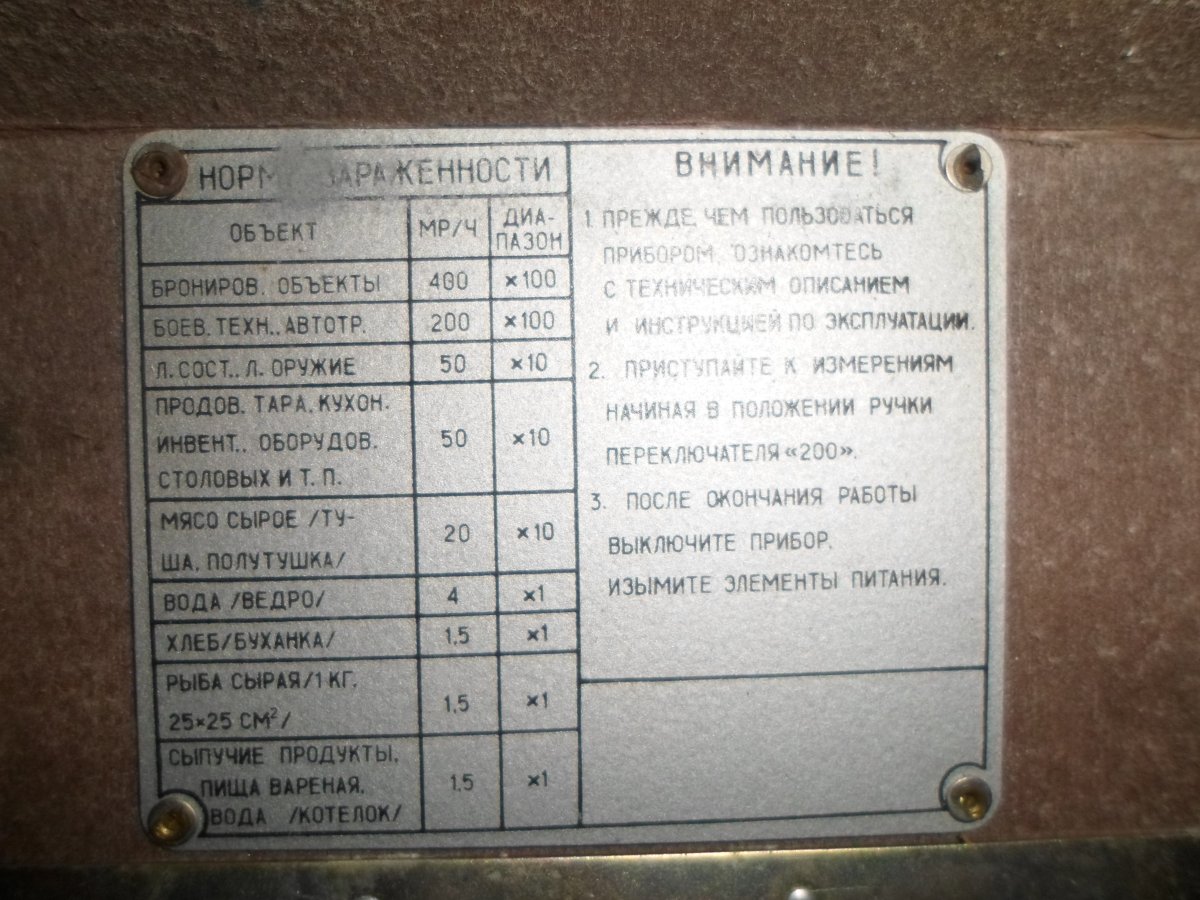 НОРМЫ ЗАРАЖЕННОСТИ
ОБЪЕКТ МР/Ч ДИА-
ПАЗОН
БРОНИРОВ. ОБЪЕКТЫ 400 ×100
БОЕВ. ТЕХН., АВТОТР. 200 ×100
Л. СОСТ., Л. ОРУЖИЕ 50 ×10
ПРОДОВ. ТАРА, КУХОН.
ИНВЕНТ., ОБОРУДОВ. 50 ×10
СТОЛОВЫХ И Т. П.
МЯСО СЫРОЕ /ТУ-
ША, ПОЛУТУШКА/ 20 ×10
ВОДА /ВЕДРО/ 4 ×1
ХЛЕБ/БУХАНКА/ 1,5 ×1
РЫБА СЫРАЯ/1 КГ,
25×25 СМ²/ 1,5 ×1
СЫПУЧИЕ ПРОДУКТЫ,
ПИЩА ВАРЕНАЯ, 1,5 ×1
ВОДА /КОТЕЛОК/
ВНИМАНИЕ!
1. ПРЕЖДЕ, ЧЕМ ПОЛЬЗОВАТЬСЯ
ПРИБОРОМ, ОЗНАКОМТЕСЬ
С ТЕХНИЧЕСКИМ ОПИСАНИЕМ
И ИНСТРУКЦИЕЙ ПО ЭКСПЛУАТАЦИИ.
2. ПРИСТУПАЙТЕ К ИЗМЕРЕНИЯМ
НАЧИНАЯ В ПОЛОЖЕНИИ РУЧКИ
ПЕРЕКЛЮЧАТЕЛЯ «200».
3. ПОСЛЕ ОКОНЧАНИЯ РАБОТЫ
ВЫКЛЮЧИТЕ ПРИБОР.
ИЗЫМИТЕ ЭЛЕМЕНТЫ ПИТАНИЯ.